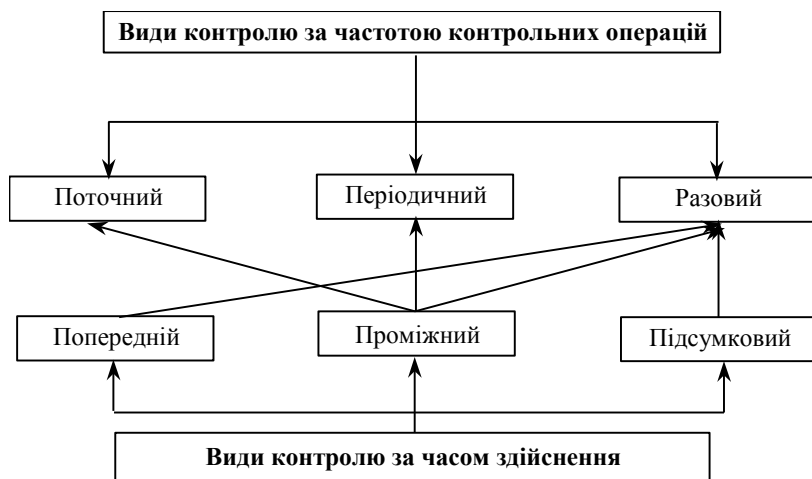 Види контролю за частотою контрольних операцій
Поточний
Періодичний
Разовий
Попередній
Проміжний
Підсумковий
Види контролю за часом здійснення